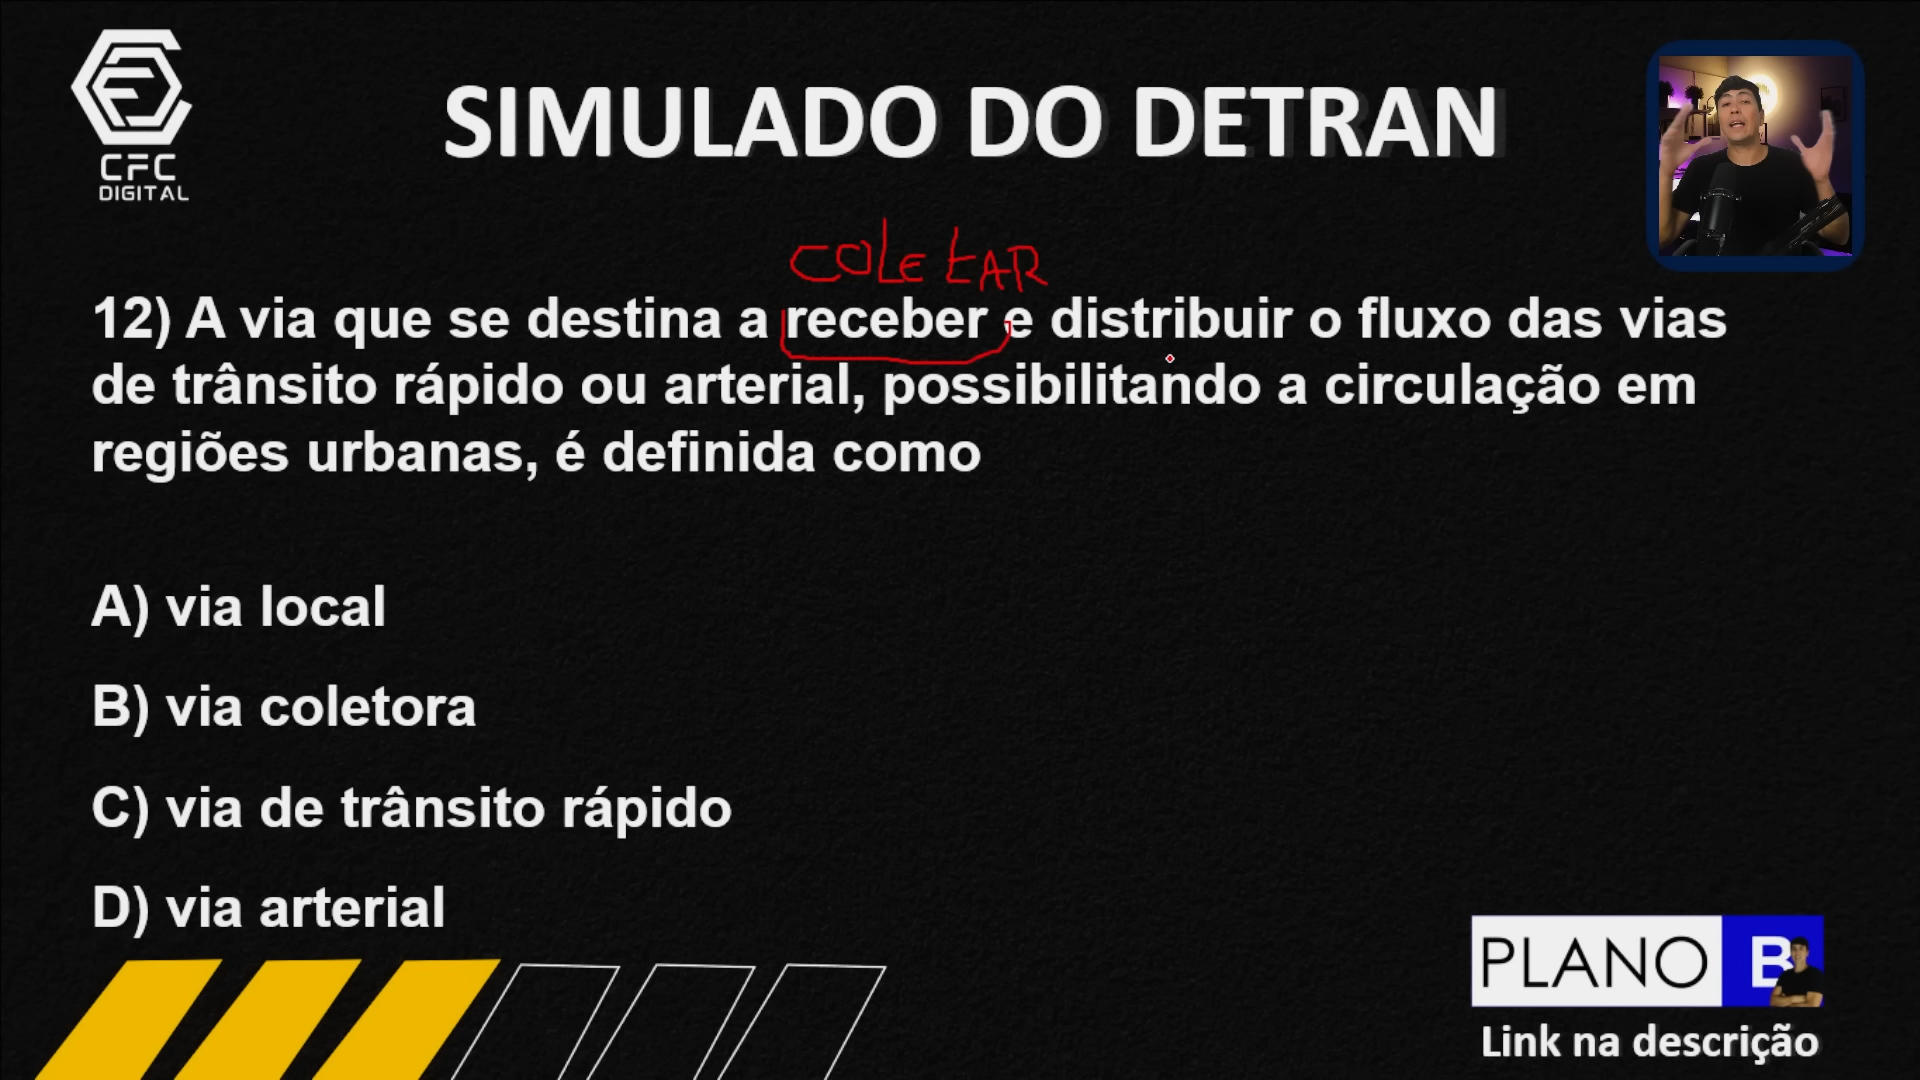 CFC
DIGITAL
SIMULADO DO DETRAN
COLETAR
12) A via que se destina a receber e distribuir o fluxo das vias
de trânsito rápido ou arterial, possibilitando a circulação em
regiões urbanas, é definida como
A) via local
B) via coletora
C) via de trânsito rápido
D) via arterial
PLANO B
Link na descrição